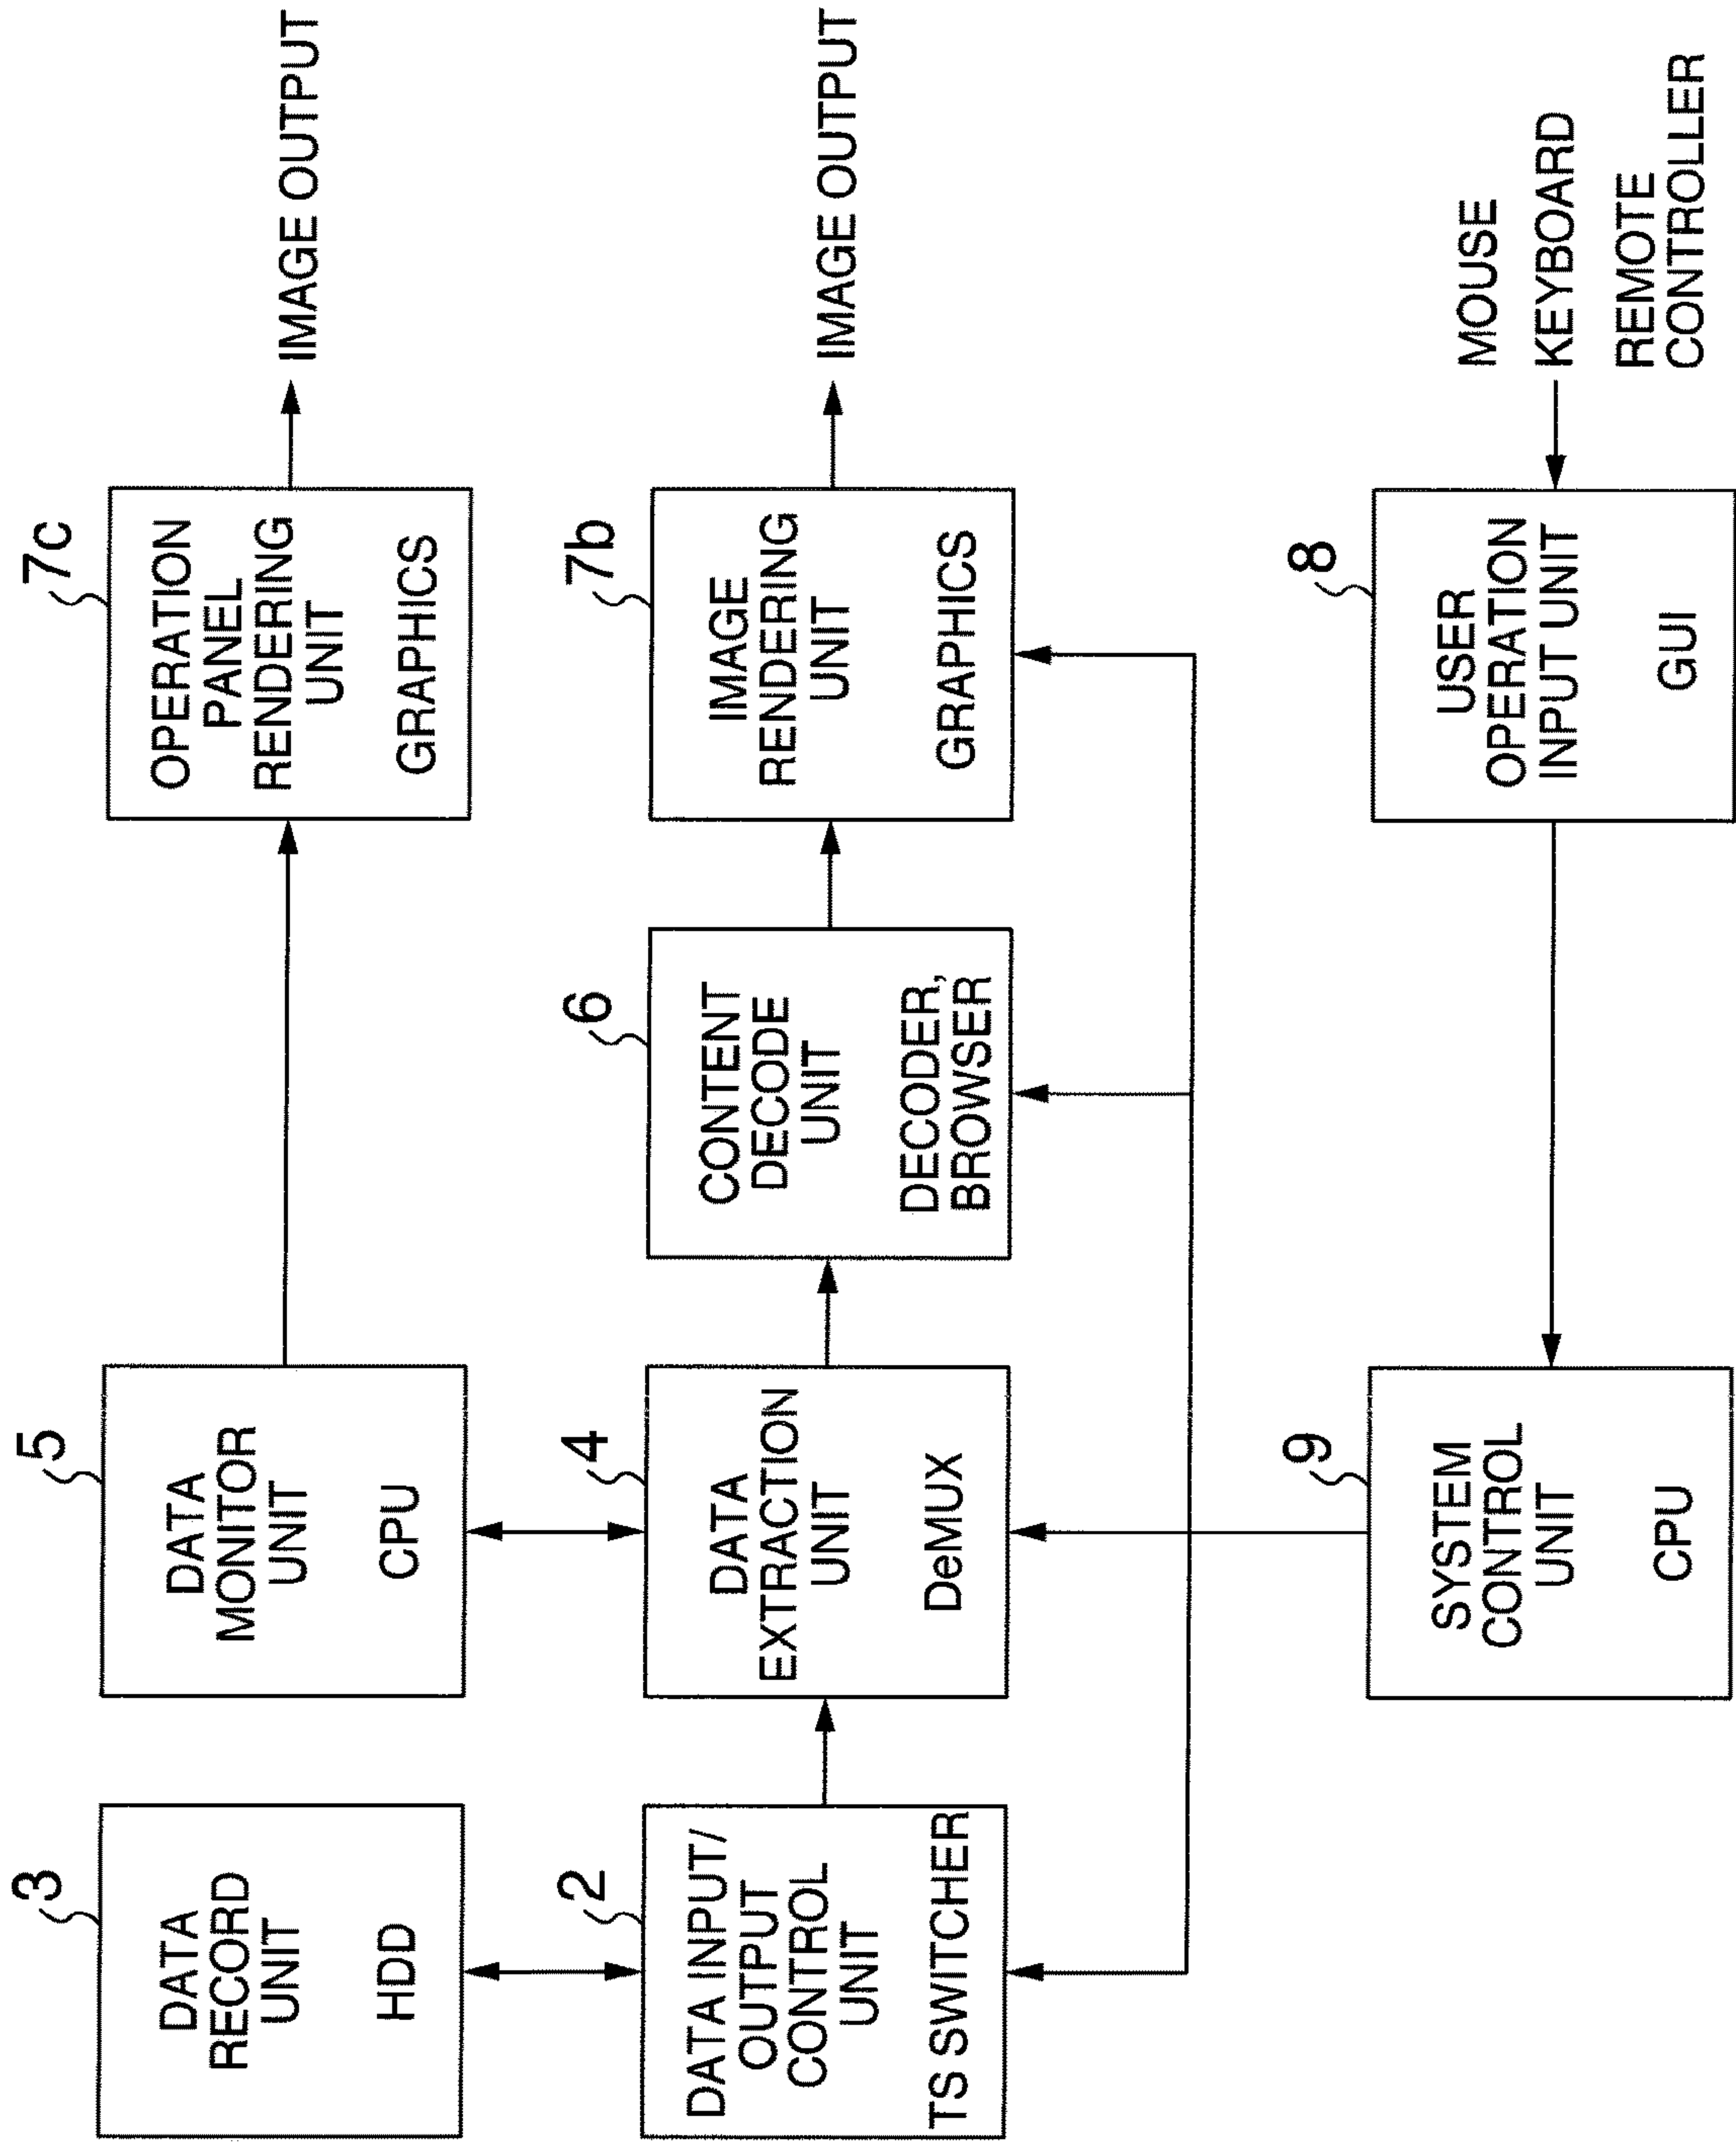 3
DATA
RECORD
UNIT
HDD
5
DATA
MONITOR
UNIT
CPU
7c
OPERATION
PANEL
RENDERING
UNIT
GRAPHICS
IMAGE OUTPUT
2
DATA INPUT/
OUTPUT
CONTROL
UNIT
TS SWITCHER
4
DATA
EXTRACTION
UNIT
DeMUX
6
CONTENT
DECODE
UNIT
DECODER,
BROWSER
7b
IMAGE
RENDERING
UNIT
GRAPHICS
IMAGE OUTPUT
9
SYSTEM
CONTROL
UNIT
CPU
8
USER
OPERATION
INPUT UNIT
GUI
MOUSE
KEYBOARD
REMOTE
CONTROLLER